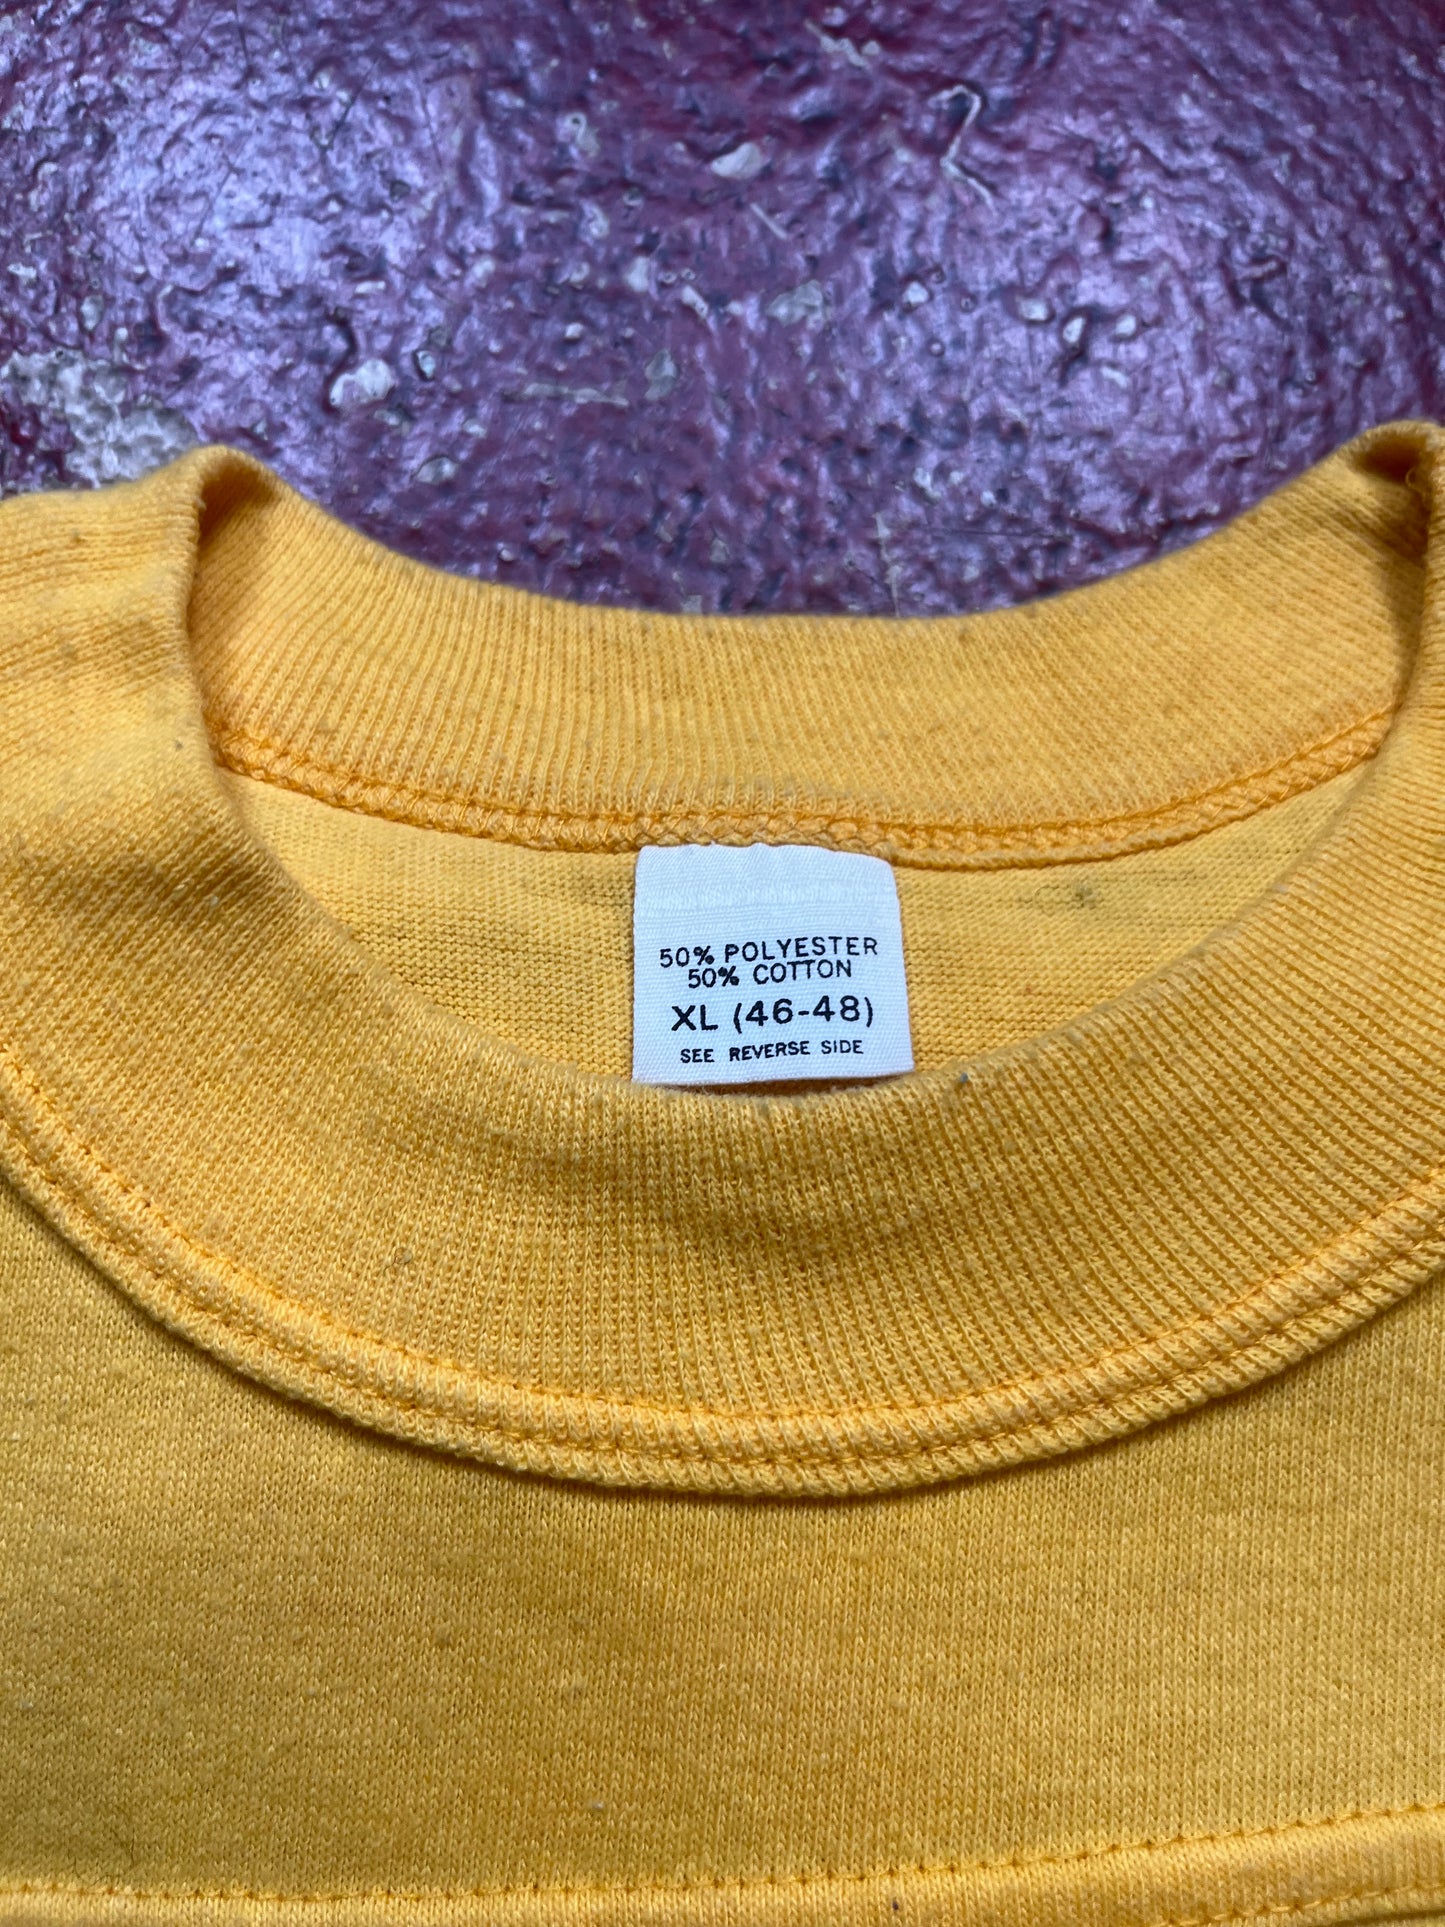 50% POLYESTER
50% COTTON
XL (46-48)
SEE REVERSE SIDE